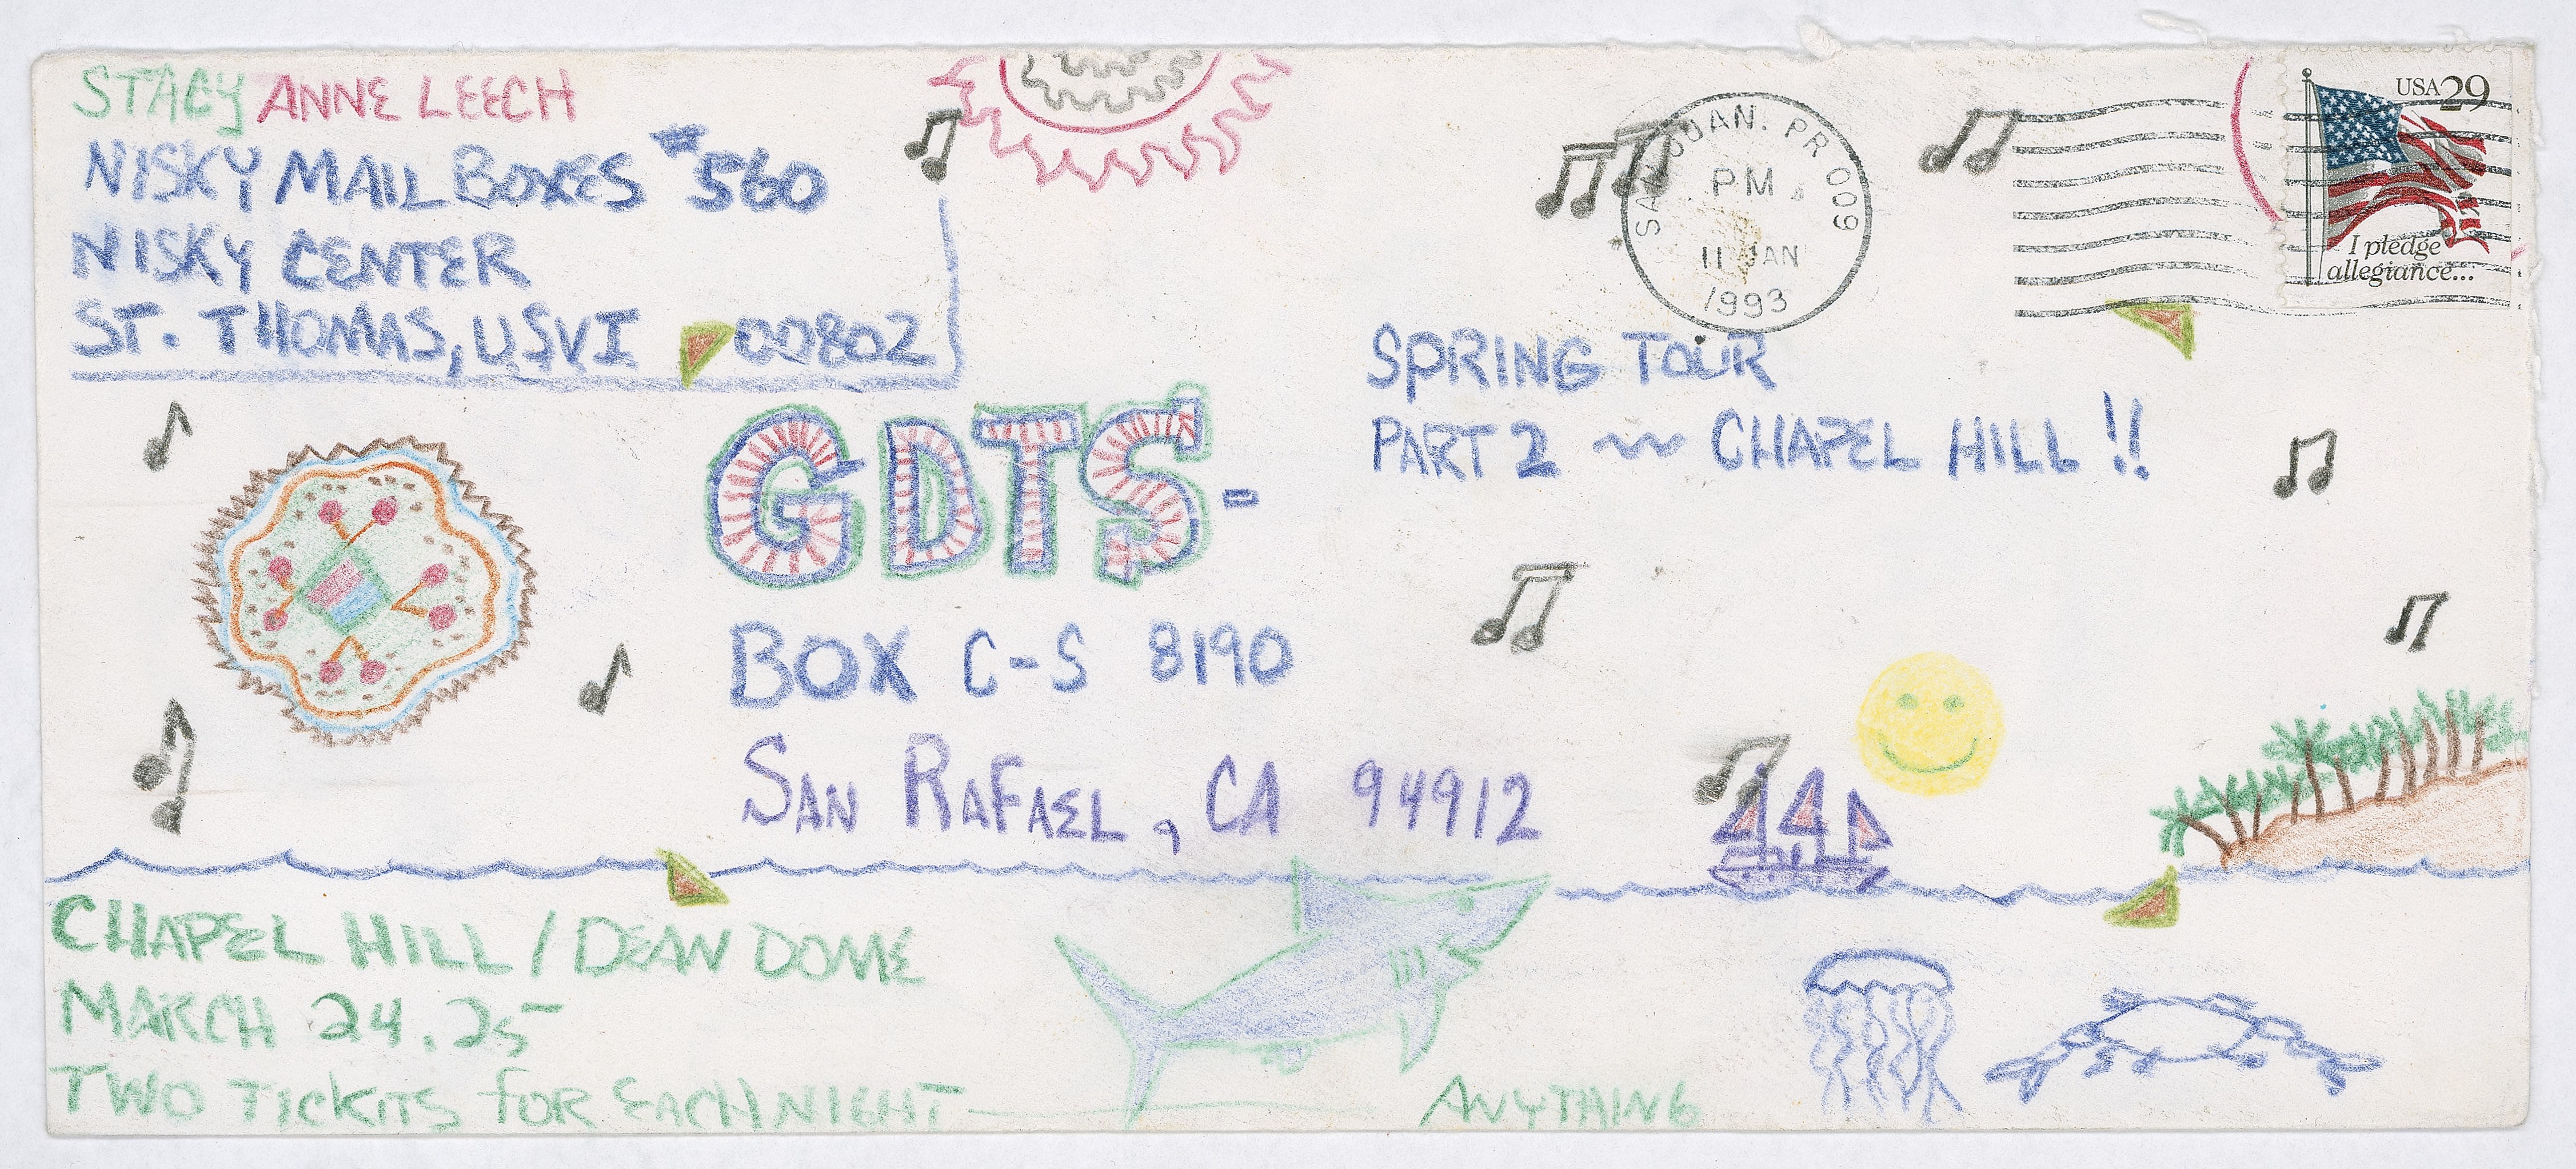 STACY ANNE LEECH
NISKY MAIL BOXES #560
NISKY CENTER
ST. THOMAS, USVI 00802
SAN JUAN. PR 009
PM
11 JAN
1993
USA 29
I pledge
allegiance...
SPRING TOUR
PART 2 ~ CHAPEL HILL!!
GDTS-
BOX C-S 8190
SAN RAFAEL, CA 94912
CHAPEL HILL / DEAN DOME
MARCH 24.25
TWO TICKITS FOR EACH NIGHT - ANYTHING